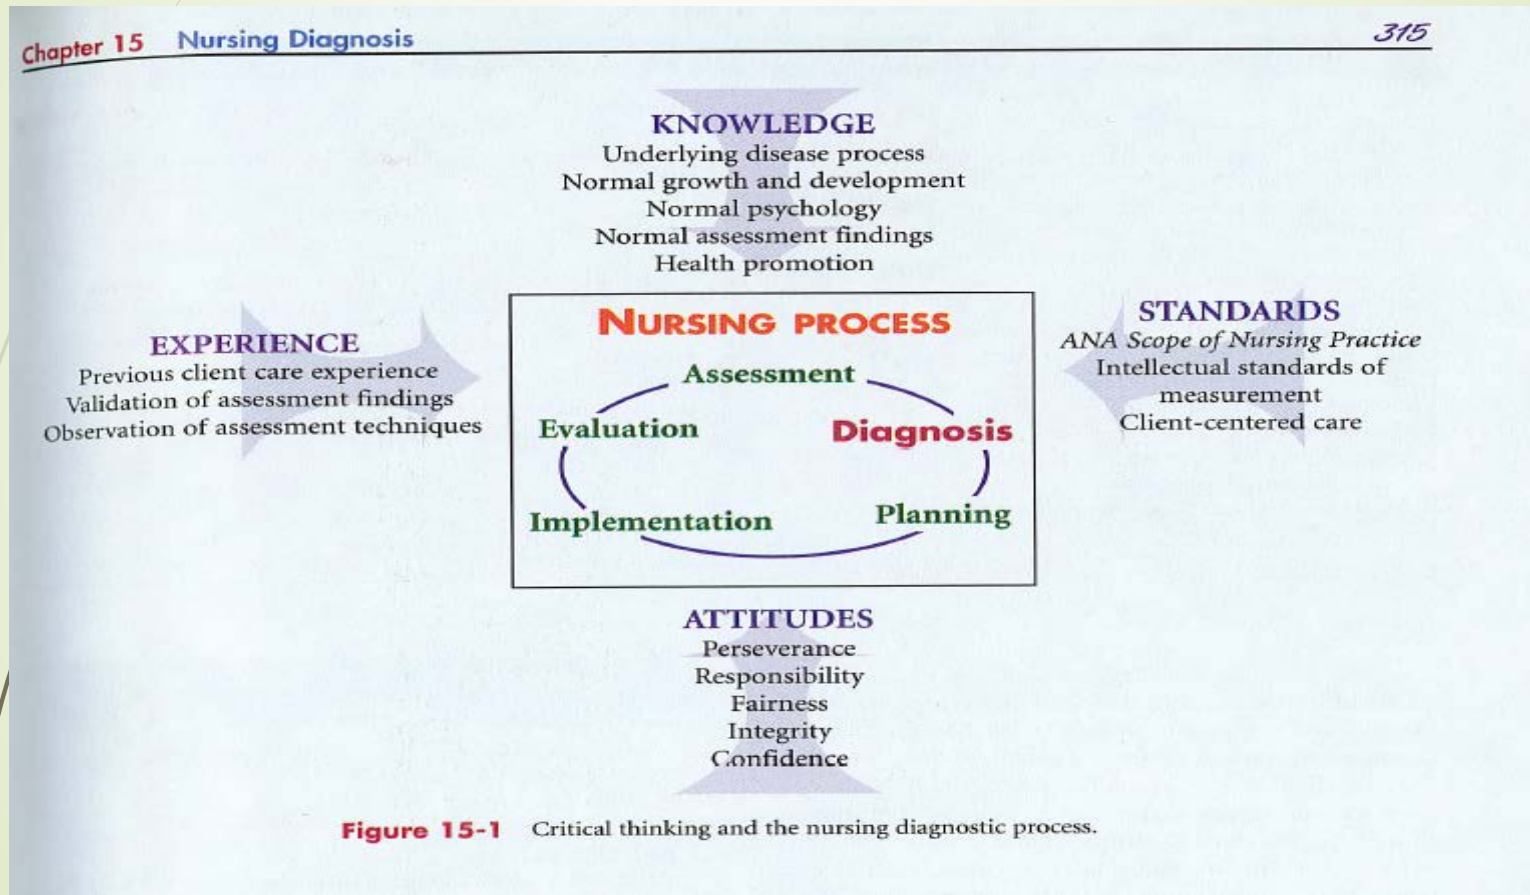 Chapter 15 Nursing Diagnosis 315
KNOWLEDGE
Underlying disease process
Normal growth and development
Normal psychology
Normal assessment findings
Health promotion
EXPERIENCE
Previous client care experience
Validation of assessment findings
Observation of assessment techniques
NURSING PROCESS
Assessment
Evaluation
Diagnosis
Implementation
Planning
STANDARDS
ANA Scope of Nursing Practice
Intellectual standards of
measurement
Client-centered care
ATTITUDES
Perseverance
Responsibility
Fairness
Integrity
Confidence
Figure 15-1 Critical thinking and the nursing diagnostic process.